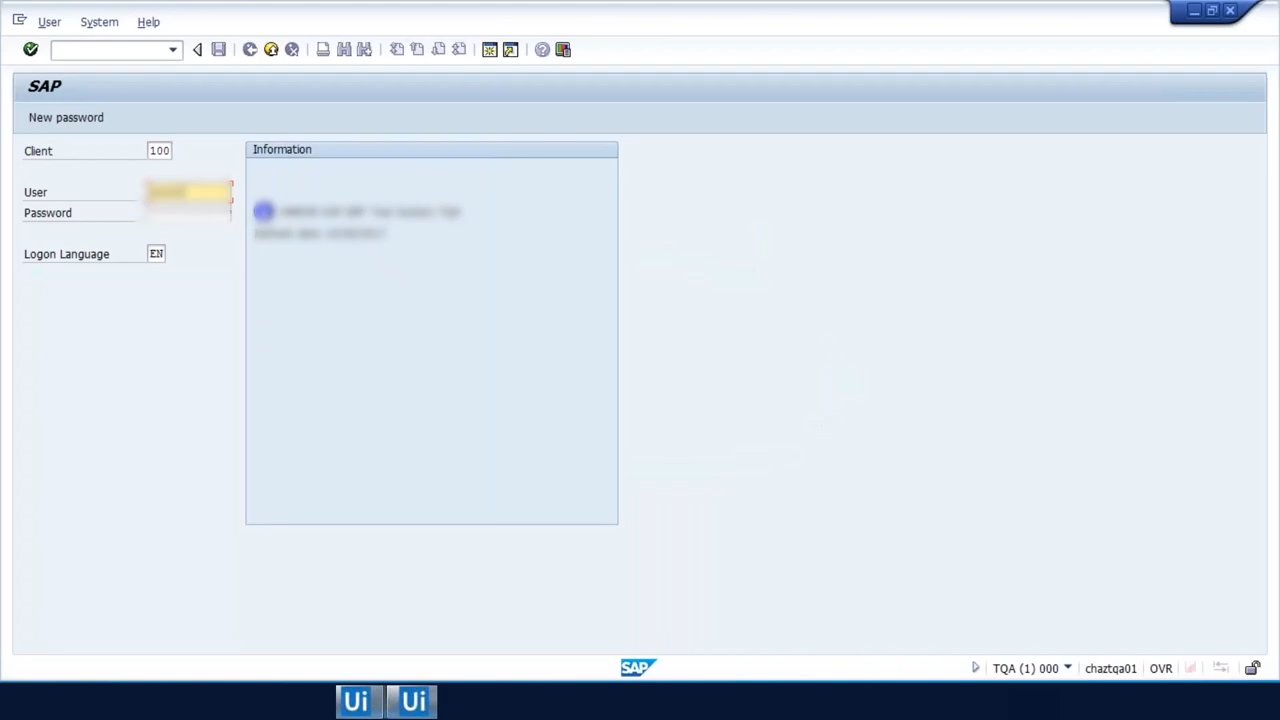 User System Help
SAP
New password
Client 100
Information
User
Password
Logon Language EN
SAP
TQA (1) 000 chaztqa01 OVR
Ui Ui